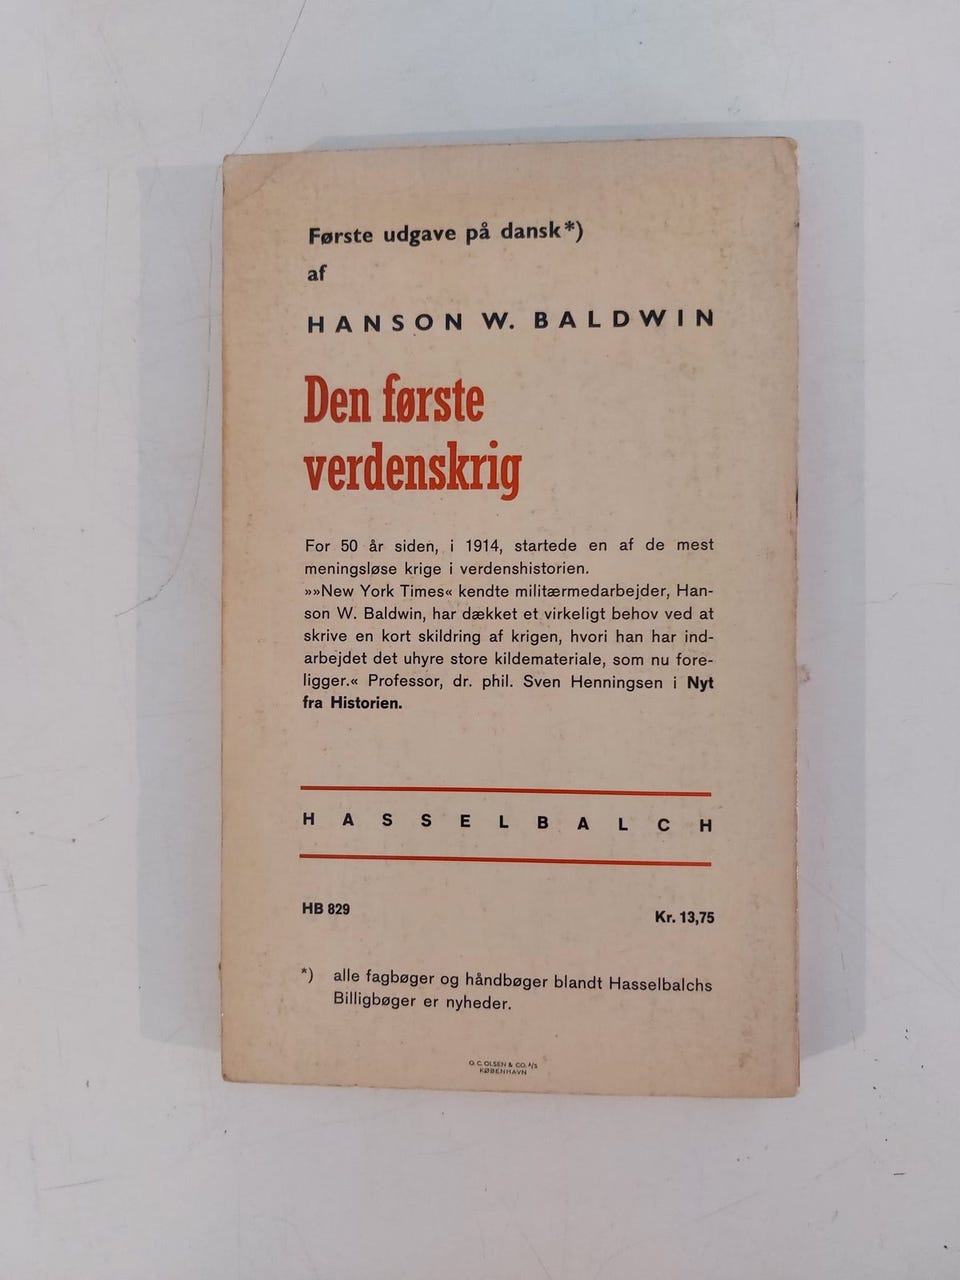 Første udgave på dansk*)
af
HANSON W. BALDWIN
Den første
verdenskrig
For 50 år siden, i 1914, startede en af de mest
meningsløse krige i verdenshistorien.
»»New York Times« kendte militærmedarbejder, Han-
son W. Baldwin, har dækket et virkeligt behov ved at
skrive en kort skildring af krigen, hvori han har ind-
arbejdet det uhyre store kildemateriale, som nu fore-
ligger.« Professor, dr. phil. Sven Henningsen i Nyt
fra Historien.
HASSELBALCH
HB 829
Kr. 13,75
*) alle fagbøger og håndbøger blandt Hasselbalchs
Billigbøger er nyheder.
O. C. OLSEN & CO. A/S
KØBENHAVN